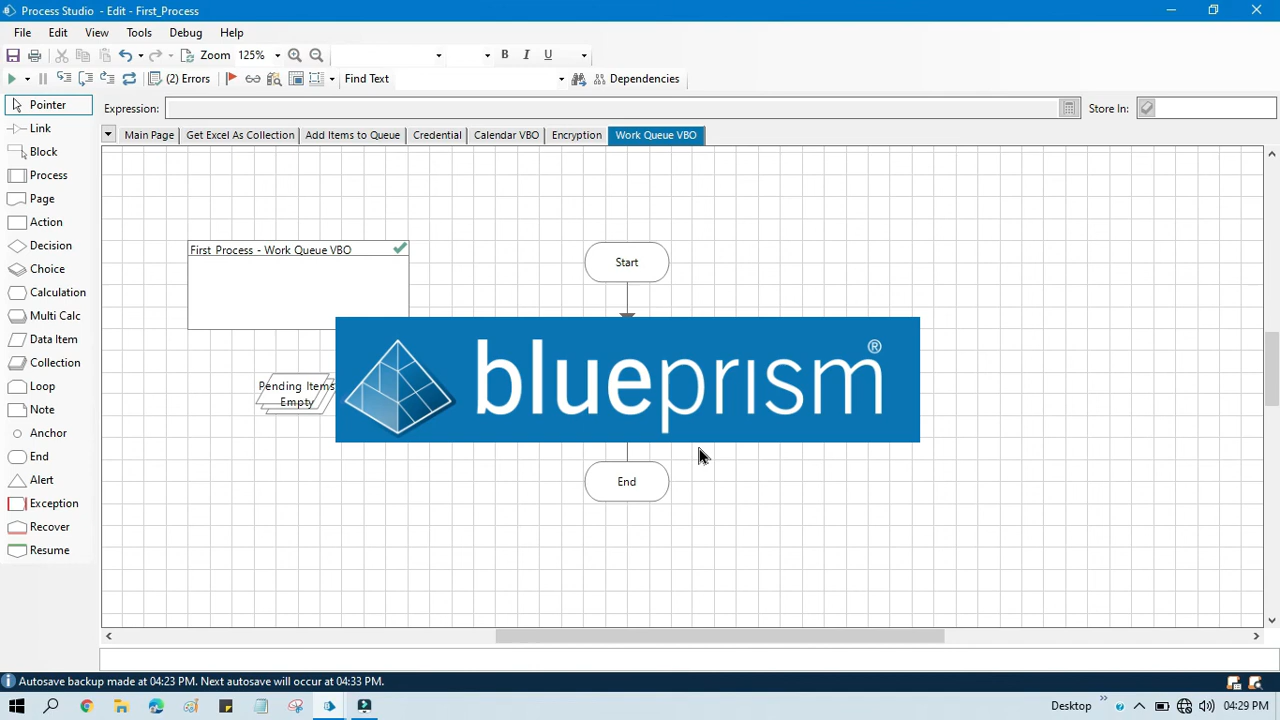 Process Studio - Edit - First_Process
File Edit View Tools Debug Help
Zoom 125% B I U
(2) Errors Find Text Dependencies
Expression: Store In:
Main Page Get Excel As Collection Add Items to Queue Credential Calendar VBO Encryption Work Queue VBO
Pointer
Link
Block
Process
Page
Action
Decision
Choice
Calculation
Multi Calc
Data Item
Collection
Loop
Note
Anchor
End
Alert
Exception
Recover
Resume
First Process - Work Queue VBO
Start
blueprism®
Pending Items
Empty
End
Autosave backup made at 04:23 PM. Next autosave will occur at 04:33 PM.
Desktop 04:29 PM